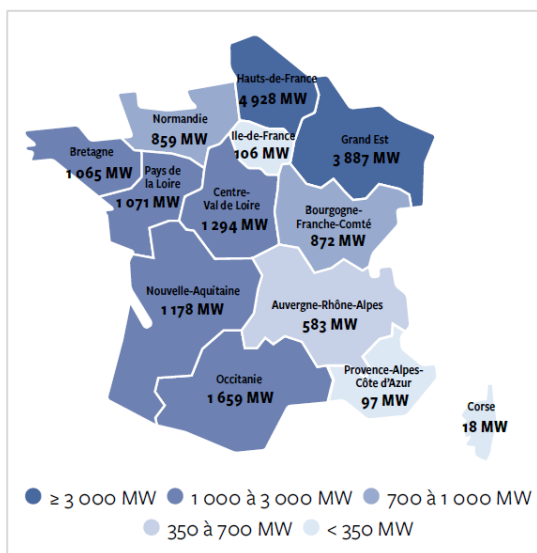 Hauts-de-France
4 928 MW
Normandie
859 MW
Ile-de-France
106 MW
Grand Est
3 887 MW
Bretagne
1 065 MW
Pays de
la Loire
1 071 MW
Centre-
Val de Loire
1 294 MW
Bourgogne-
Franche-Comté
872 MW
Nouvelle-Aquitaine
1 178 MW
Auvergne-Rhône-Alpes
583 MW
Occitanie
1 659 MW
Provence-Alpes-
Côte d'Azur
97 MW
Corse
18 MW
≥ 3 000 MW
1 000 à 3 000 MW
700 à 1 000 MW
350 à 700 MW
< 350 MW